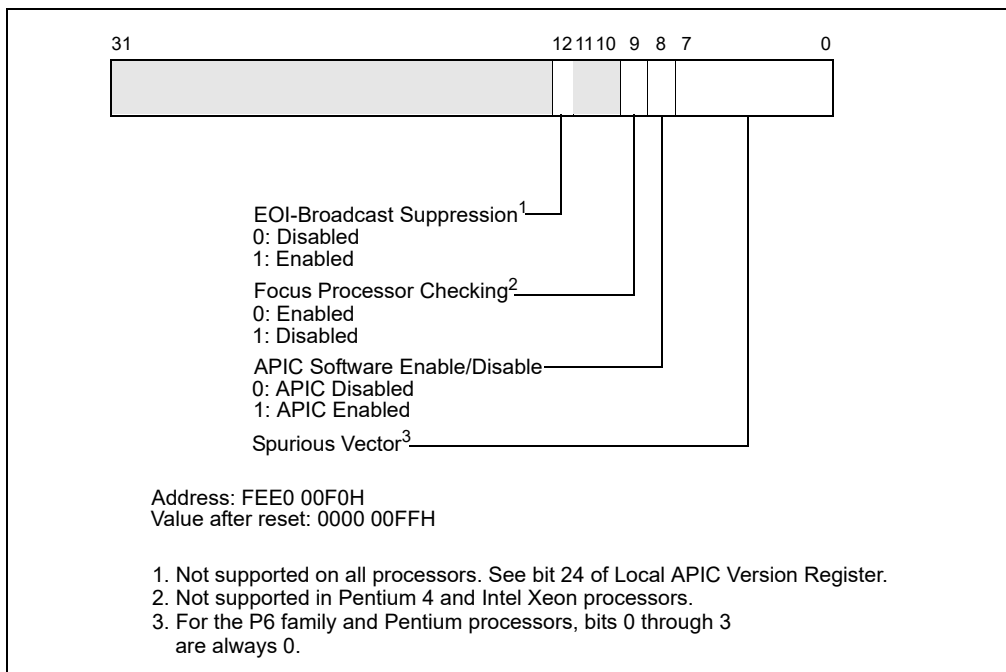 31 12 11 10 9 8 7 0
EOI-Broadcast Suppression1
0: Disabled
1: Enabled
Focus Processor Checking2
0: Enabled
1: Disabled
APIC Software Enable/Disable
0: APIC Disabled
1: APIC Enabled
Spurious Vector3
Address: FEE0 00F0H
Value after reset: 0000 00FFH
1. Not supported on all processors. See bit 24 of Local APIC Version Register.
2. Not supported in Pentium 4 and Intel Xeon processors.
3. For the P6 family and Pentium processors, bits 0 through 3
are always 0.